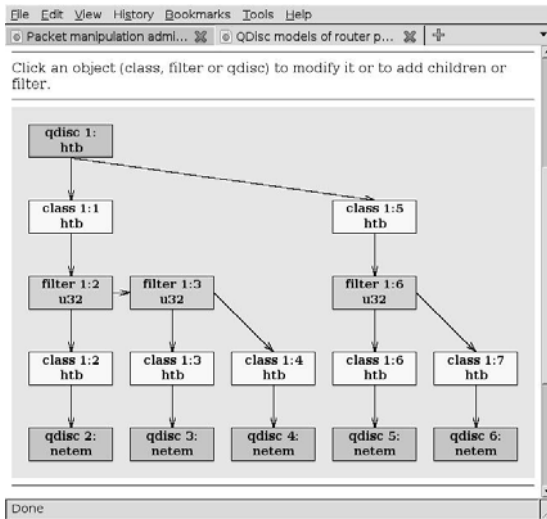 File Edit View History Bookmarks Tools Help
Packet manipulation admi... QDisc models of router p...
Click an object (class, filter or qdisc) to modify it or to add children or
filter.
qdisc 1:
htb
class 1:1
htb
class 1:5
htb
filter 1:2
u32
filter 1:3
u32
filter 1:6
u32
class 1:2
htb
class 1:3
htb
class 1:4
htb
class 1:6
htb
class 1:7
htb
qdisc 2:
netem
qdisc 3:
netem
qdisc 4:
netem
qdisc 5:
netem
qdisc 6:
netem
Done